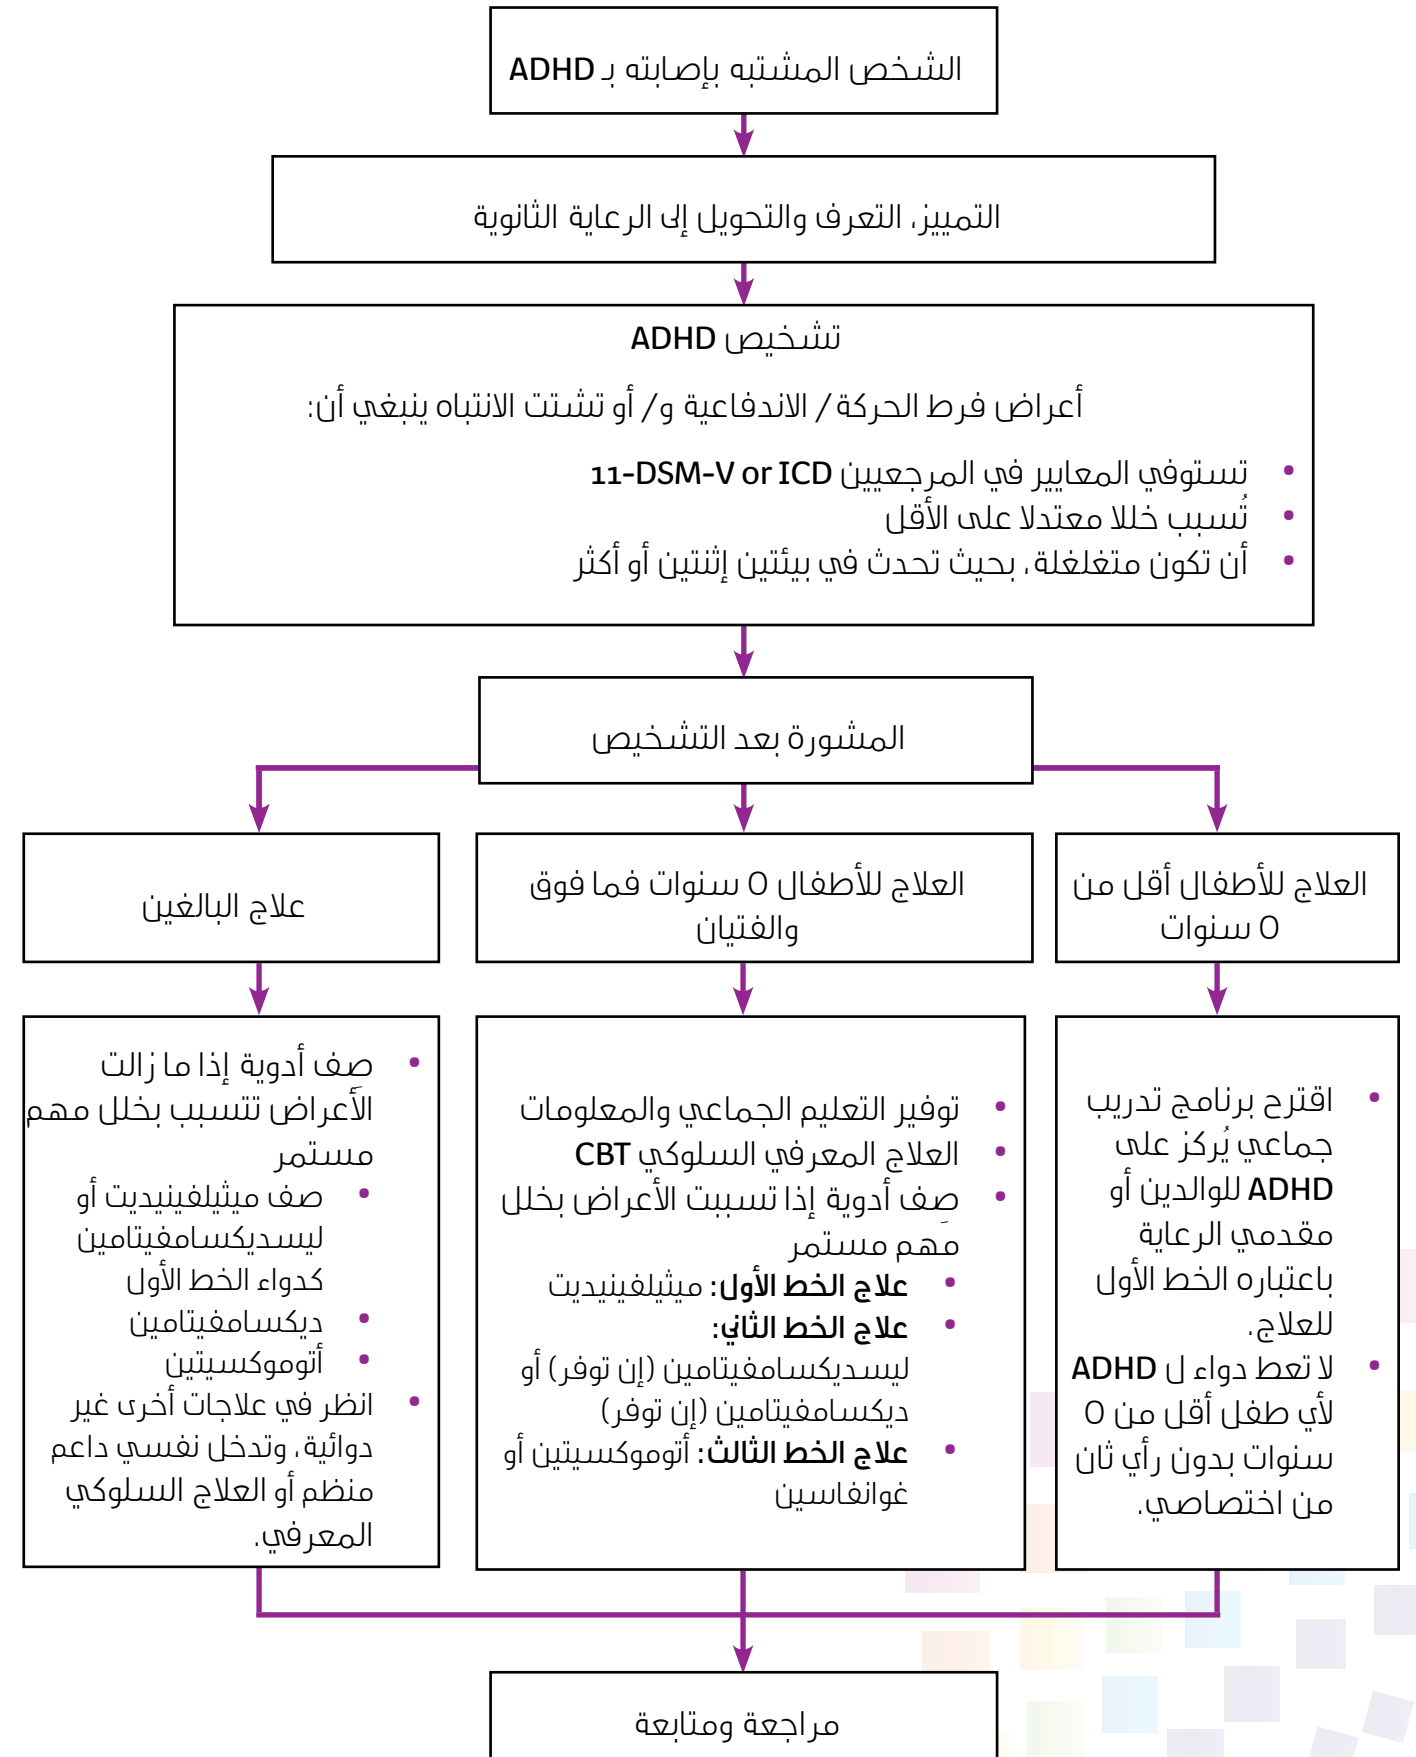 الشخص المشتبه بإصابته بـ ADHD
التمييز، التعرف والتحويل إلى الرعاية الثانوية
تشخيص ADHD
أعراض فرط الحركة/ الاندفاعية و/ أو تشتت الانتباه ينبغي أن:
• تستوفي المعايير في المرجعيين 11-DSM-V or ICD
• تُسبب خللا معتدلا على الأقل
• أن تكون متغلغلة، بحيث تحدث في بيئتين إثنتين أو أكثر
المشورة بعد التشخيص
العلاج للأطفال أقل من
٥ سنوات
العلاج للأطفال ٥ سنوات فما فوق
والفتيان
علاج البالغين
• اقترح برنامج تدريب
جماعي يُركز على
ADHD للوالدين أو
مقدمي الرعاية
باعتباره الخط الأول
للعلاج.
• لا تعط دواء ل ADHD
لأي طفل أقل من ٥
سنوات بدون رأي ثان
من اختصاصي.
• توفير التعليم الجماعي والمعلومات
• العلاج المعرفي السلوكي CBT
• صِف أدوية إذا تسببت الأعراض بخلل
مهم مستمر
• علاج الخط الأول: ميثيلفينيديت
• علاج الخط الثاني:
ليسديكسامفيتامين (إن توفر) أو
ديكسامفيتامين (إن توفر)
• علاج الخط الثالث: أتوموكسيتين أو
غوانفاسين
• صِف أدوية إذا ما زالت
الأعراض تتسبب بخلل مهم
مستمر
• صف ميثيلفينيديت أو
ليسديكسامفيتامين
كدواء الخط الأول
• ديكسامفيتامين
• أتوموكسيتين
• انظر في علاجات أخرى غير
دوائية، وتدخل نفسي داعم
منظم أو العلاج السلوكي
المعرفي.
مراجعة ومتابعة